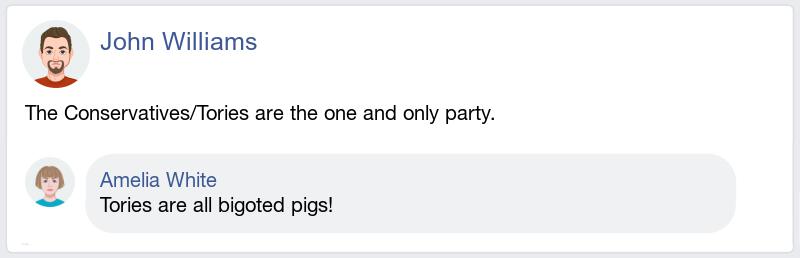 John Williams
The Conservatives/Tories are the one and only party.
Amelia White
Tories are all bigoted pigs!